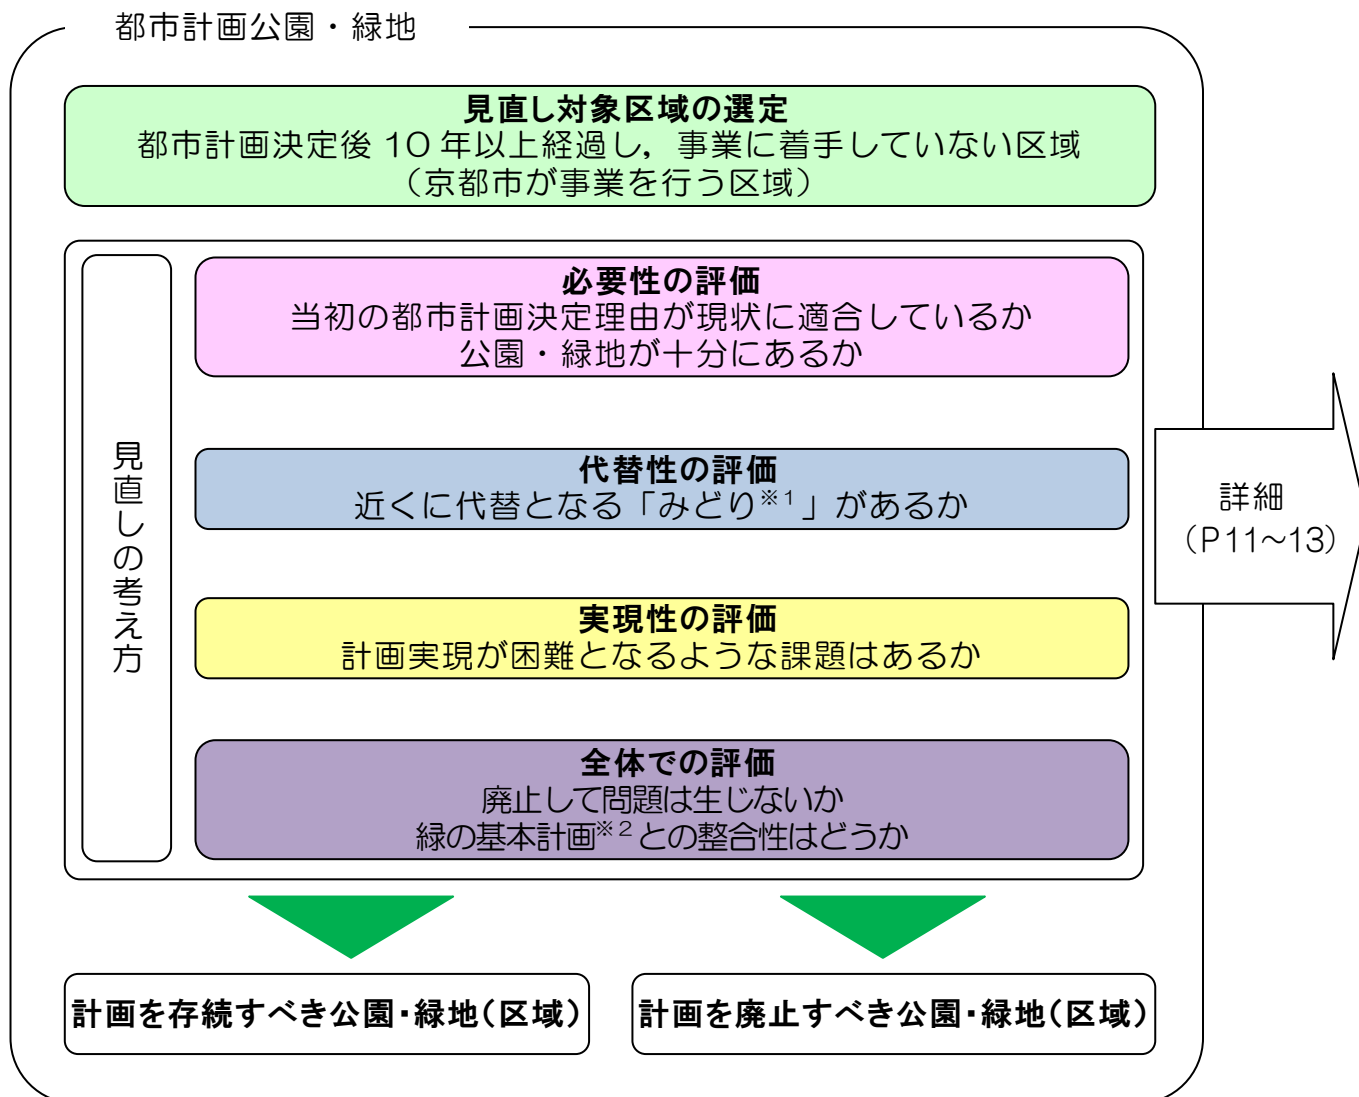 都市計画公園・緑地
見直し対象区域の選定
都市計画決定後 10 年以上経過し，事業に着手していない区域
（京都市が事業を行う区域）
見直しの考え方
必要性の評価
当初の都市計画決定理由が現状に適合しているか
公園・緑地が十分にあるか
代替性の評価
近くに代替となる「みどり※1」があるか
実現性の評価
計画実現が困難となるような課題はあるか
全体での評価
廃止して問題は生じないか
緑の基本計画※2との整合性はどうか
詳細
（P11～13）
計画を存続すべき公園・緑地（区域）
計画を廃止すべき公園・緑地（区域）